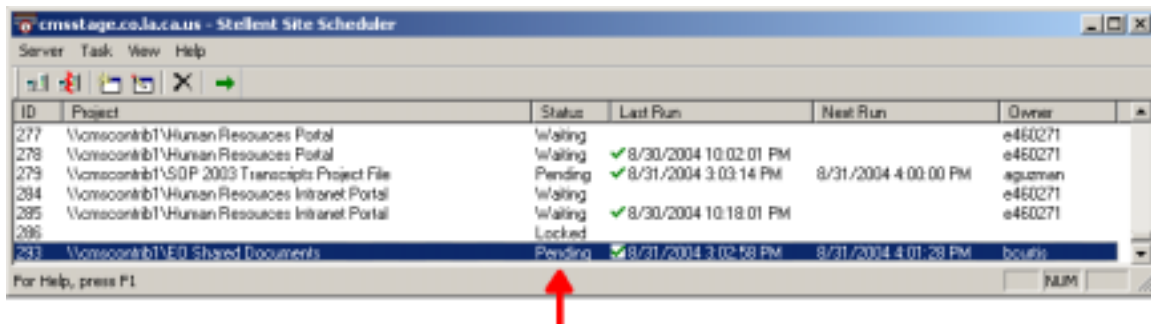 cmsstage.co.la.ca.us - Stellent Site Scheduler
Server Task View Help
ID Project Status Last Run Next Run Owner
277 \\cmscontrib1\Human Resources Portal Waiting e460271
278 \\cmscontrib1\Human Resources Portal Waiting 8/30/2004 10:02:01 PM e460271
279 \\cmscontrib1\SOP 2003 Transcripts Project File Pending 8/31/2004 3:03:14 PM 8/31/2004 4:00:00 PM aguzman
284 \\cmscontrib1\Human Resources Intranet Portal Waiting e460271
285 \\cmscontrib1\Human Resources Intranet Portal Waiting 8/30/2004 10:18:01 PM e460271
286 Locked
293 \\cmscontrib1\EO Shared Documents Pending 8/31/2004 3:02:58 PM 8/31/2004 4:01:28 PM
For Help, press F1 NUM